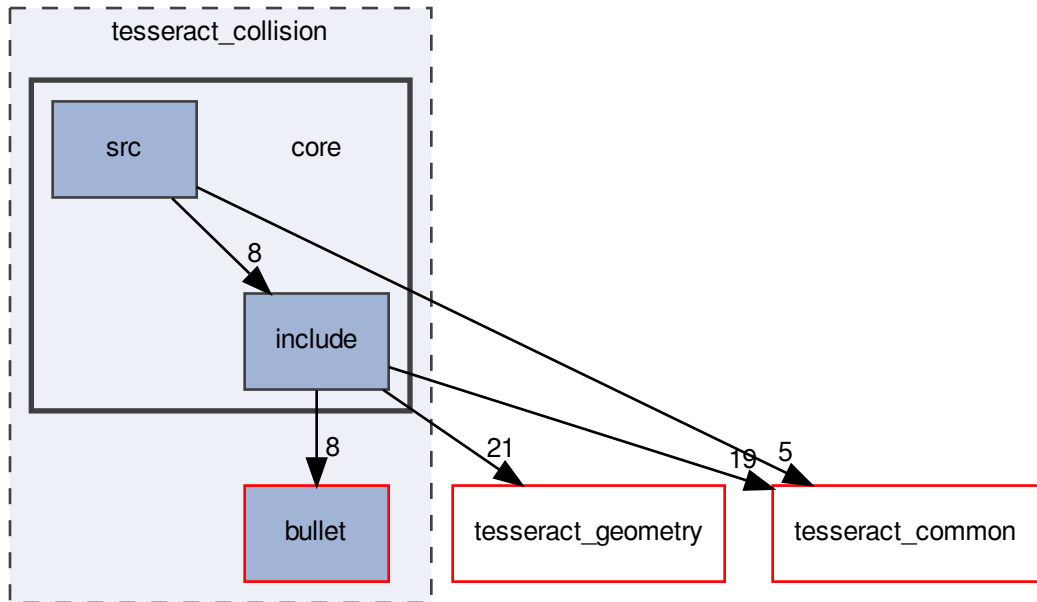 tesseract_collision
src
core
8
include
8
21
19
5
bullet
tesseract_geometry
tesseract_common